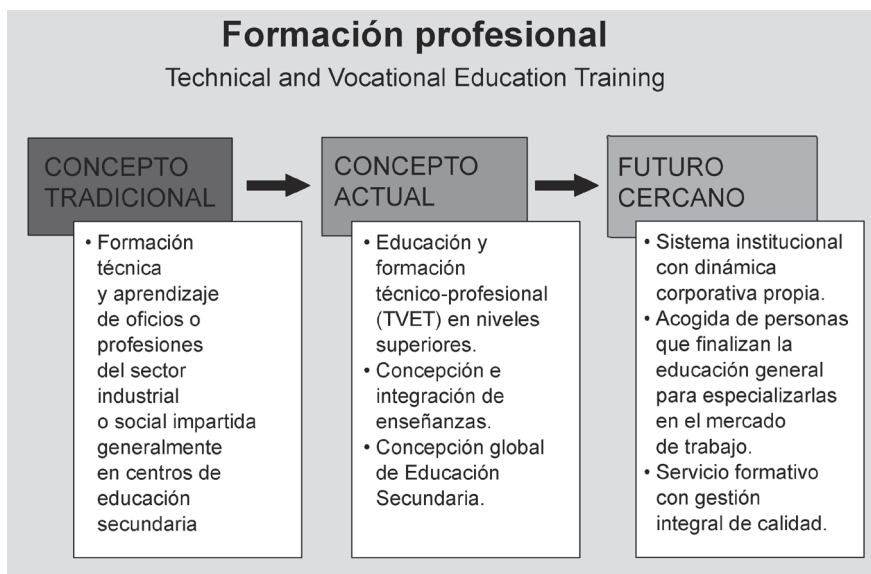 Formación profesional
Technical and Vocational Education Training
CONCEPTO
TRADICIONAL
• Formación
técnica
y aprendizaje
de oficios o
profesiones
del sector
industrial
o social impartida
generalmente
en centros de
educación
secundaria
CONCEPTO
ACTUAL
• Educación y
formación
técnico-profesional
(TVET) en niveles
superiores.
• Concepción e
integración de
enseñanzas.
• Concepción global
de Educación
Secundaria.
FUTURO
CERCANO
• Sistema institucional
con dinámica
corporativa propia.
• Acogida de personas
que finalizan la
educación general
para especializarlas
en el mercado
de trabajo.
• Servicio formativo
con gestión
integral de calidad.